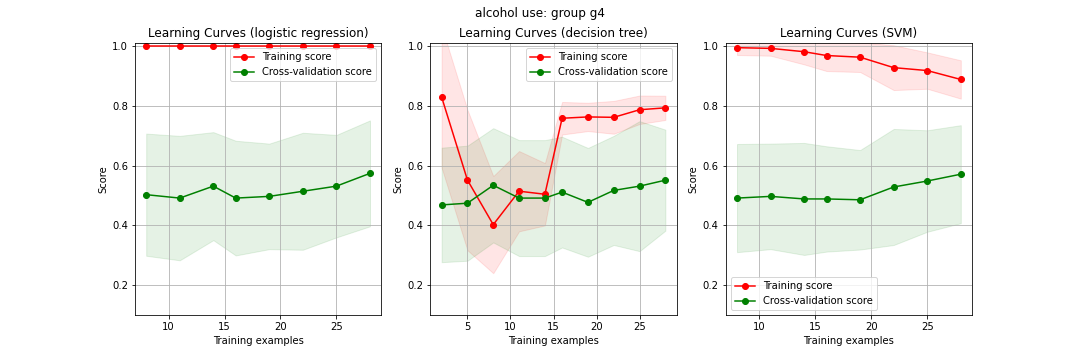 alcohol use: group g4
Learning Curves (logistic regression)
1.0
0.8
0.6
0.4
0.2
Score
10
15
20
25
Training examples
Training score
Cross-validation score
Learning Curves (decision tree)
1.0
0.8
0.6
0.4
0.2
Score
5
10
15
20
25
Training examples
Training score
Cross-validation score
Learning Curves (SVM)
1.0
0.8
0.6
0.4
0.2
Score
10
15
20
25
Training examples
Training score
Cross-validation score